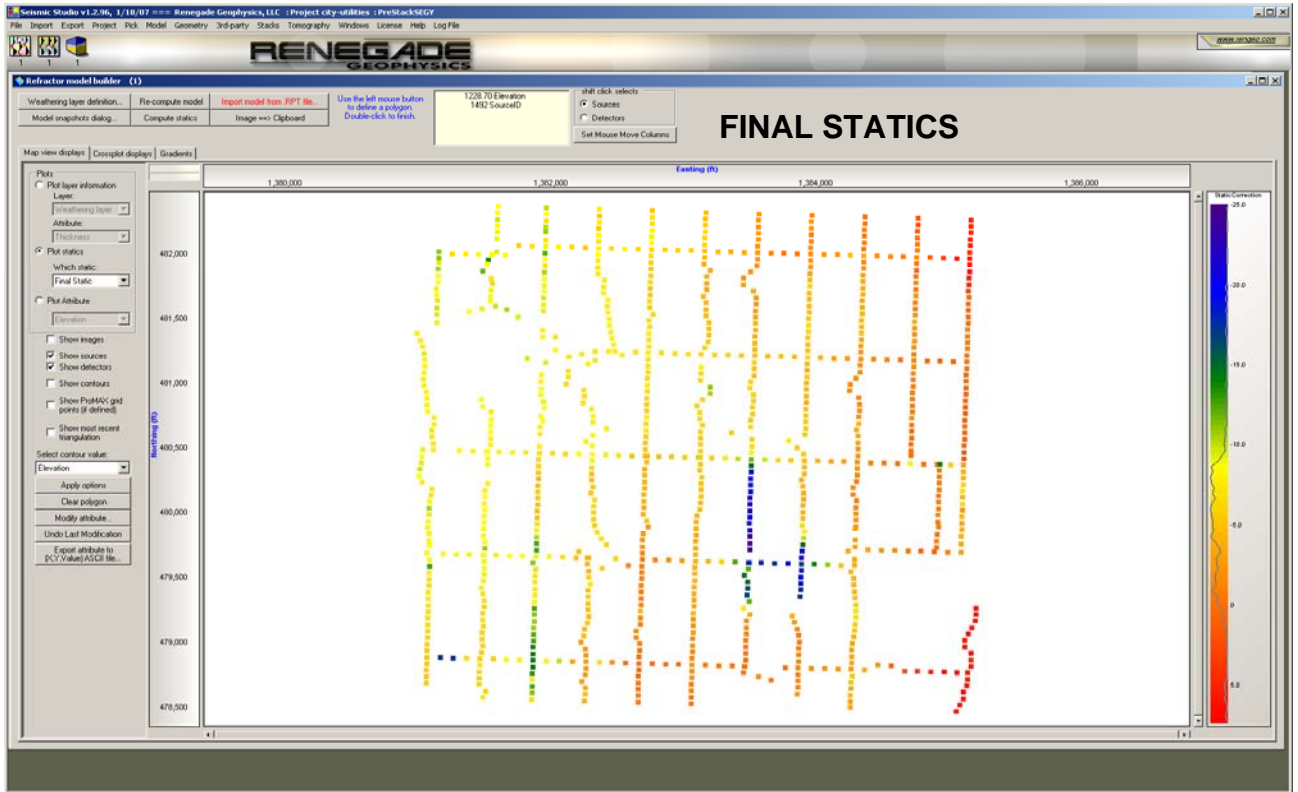 Seismic Studio v1.2.96, 1/18/07 === Renegade Geophysics, LLC : Project city-utilities : PreStackSEGY
File Import Export Project Pick Model Geometry 3rd-party Stacks Tomography Windows License Help Log File
1 1 1
RENEGADE
GEOPHYSICS
www.rengeo.com
Refractor model builder (1)
Weathering layer definition... Re-compute model Import model from .RPT file...
Model snapshots dialog... Compute statics Image ==> Clipboard
Use the left mouse button
to define a polygon.
Double-click to finish.
1228.70 Elevation
1492 SourceID
shift click selects
Sources
Detectors
Set Mouse Move Columns
FINAL STATICS
Map view displays Crossplot displays Gradients
Plots
Plot layer information
Layer:
Weathering layer
Attribute:
Thickness
Plot statics
Which static:
Final Static
Plot Attribute
Elevation
Show images
Show sources
Show detectors
Show contours
Show ProMAX grid
points (if defined)
Show most recent
triangulation
Select contour value:
Elevation
Apply options
Clear polygon
Modify attribute...
Undo Last Modification
Export attribute to
(X,Y,Value) ASCII file...
Easting (ft)
1,380,000 1,382,000 1,384,000 1,386,000
Northing (ft)
482,000
481,500
481,000
480,500
480,000
479,500
479,000
478,500
Static Correction
-25.0
-20.0
-15.0
-10.0
-5.0
0
5.0